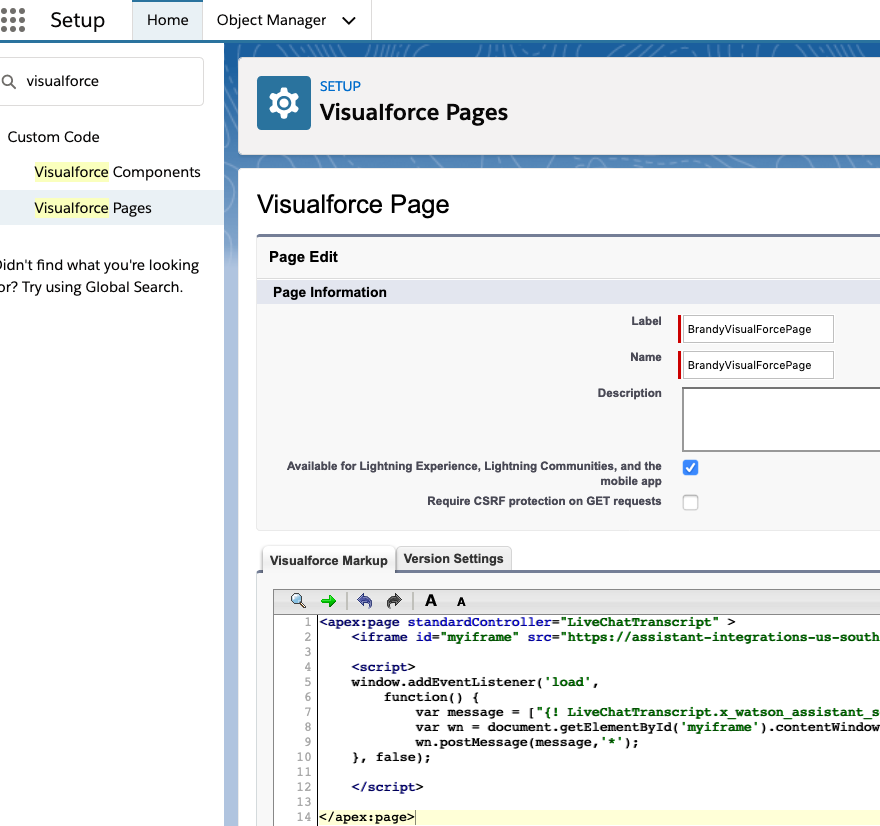 Setup
Home
Object Manager
visualforce
Custom Code
Visualforce Components
Visualforce Pages
idn't find what you're looking
or? Try using Global Search.
SETUP
Visualforce Pages
Visualforce Page
Page Edit
Page Information
Label
BrandyVisualForcePage
Name
BrandyVisualForcePage
Description
Available for Lightning Experience, Lightning Communities, and the
mobile app
Require CSRF protection on GET requests
Visualforce Markup
Version Settings
A A
1 <apex:page standardController="LiveChatTranscript" >
2 <iframe id="myiframe" src="https://assistant-integrations-us-south
3
4 <script>
5 window.addEventListener('load',
6 function() {
7 var message = ["{! LiveChatTranscript.x_watson_assistant_s
8 var wn = document.getElementById('myiframe').contentWindow
9 wn.postMessage(message,'*');
10 }, false);
11
12 </script>
13
14 </apex:page>